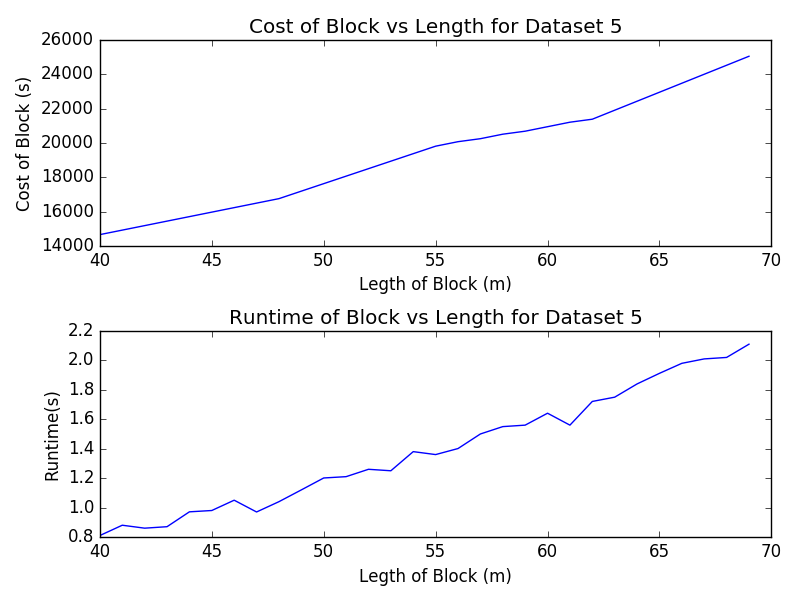 Cost of Block vs Length for Dataset 5
26000
24000
22000
20000
18000
16000
14000
Cost of Block (s)
40 45 50 55 60 65 70
Legth of Block (m)
Runtime of Block vs Length for Dataset 5
2.2
2.0
1.8
1.6
1.4
1.2
1.0
0.8
Runtime(s)
40 45 50 55 60 65 70
Legth of Block (m)